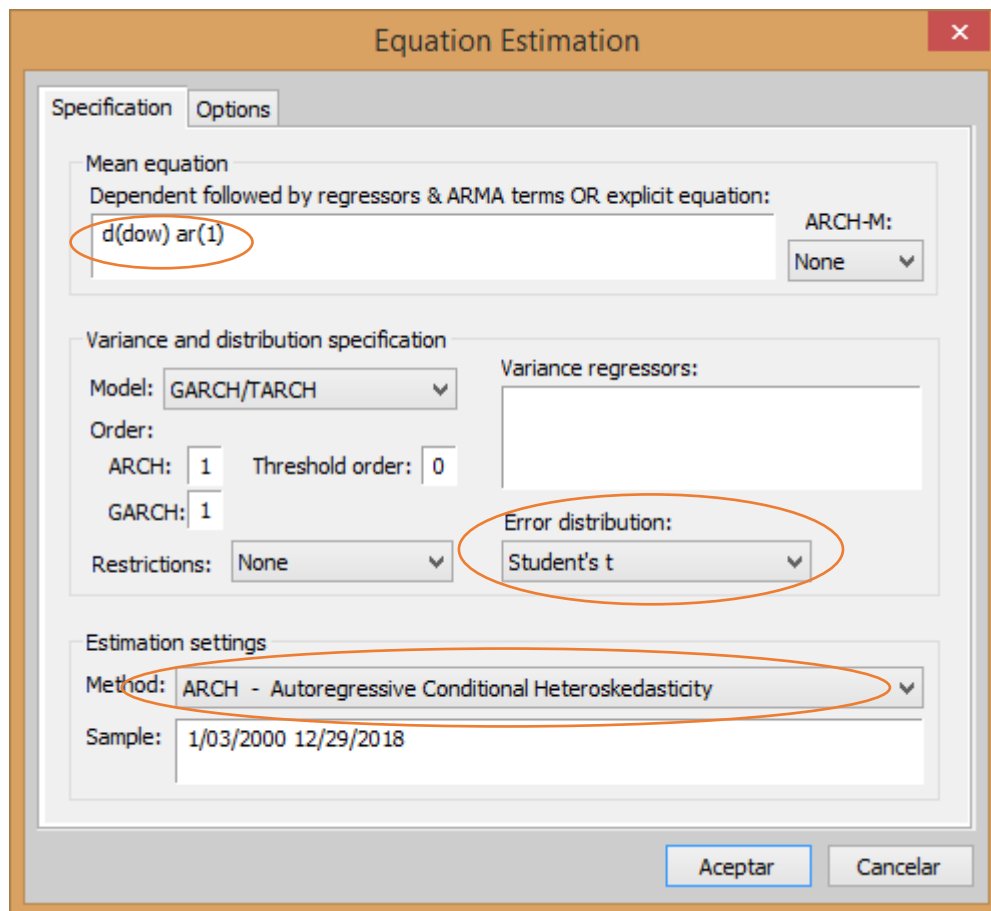 Equation Estimation
Specification Options
Mean equation
Dependent followed by regressors & ARMA terms OR explicit equation:
d(dow) ar(1)
ARCH-M:
None
Variance and distribution specification
Model: GARCH/TARCH
Variance regressors:
Order:
ARCH: 1 Threshold order: 0
GARCH: 1
Error distribution:
Restrictions: None
Student's t
Estimation settings
Method: ARCH - Autoregressive Conditional Heteroskedasticity
Sample: 1/03/2000 12/29/2018
Aceptar Cancelar